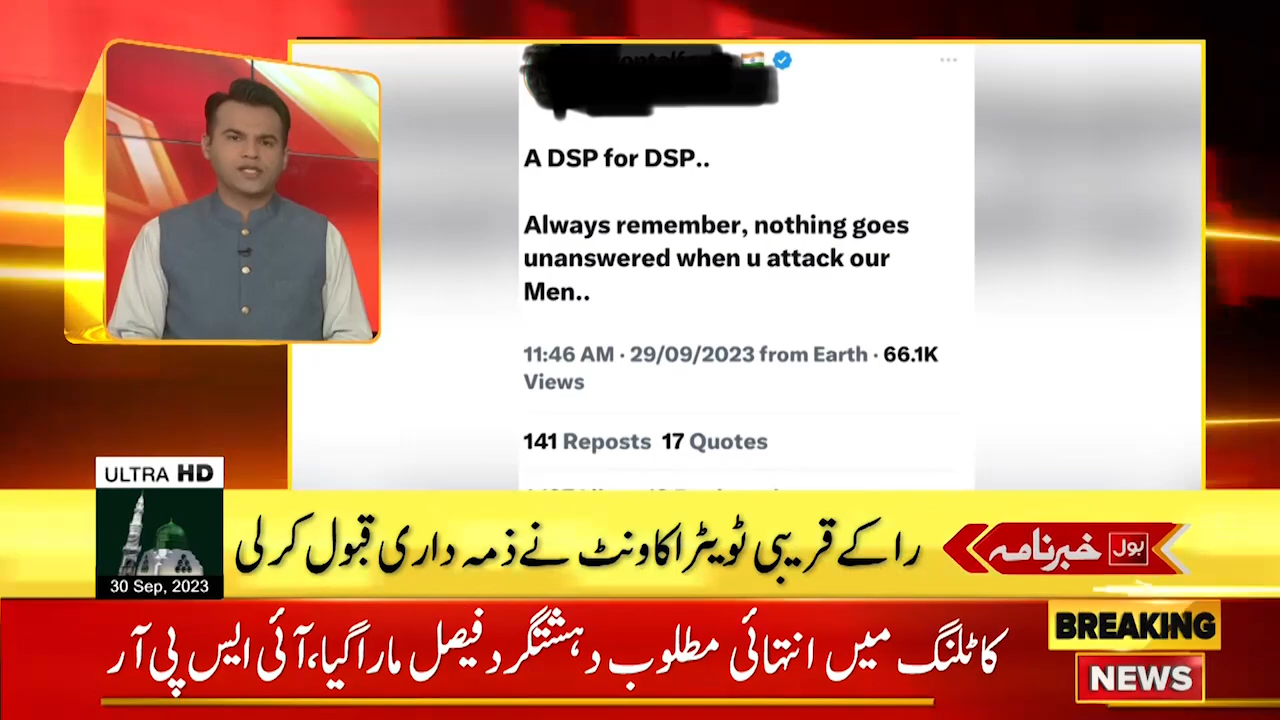 A DSP for DSP..
Always remember, nothing goes
unanswered when u attack our
Men..
11:46 AM · 29/09/2023 from Earth · 66.1K
Views
141 Reposts 17 Quotes
ULTRA HD
30 Sep, 2023
بول خبرنامہ
را کے قریبی ٹویٹر اکاونٹ نے ذمہ داری قبول کر لی
BREAKING
NEWS
کاٹلنگ میں انتہائی مطلوب دہشتگرد فیصل مارا گیا،آئی ایس پی آر